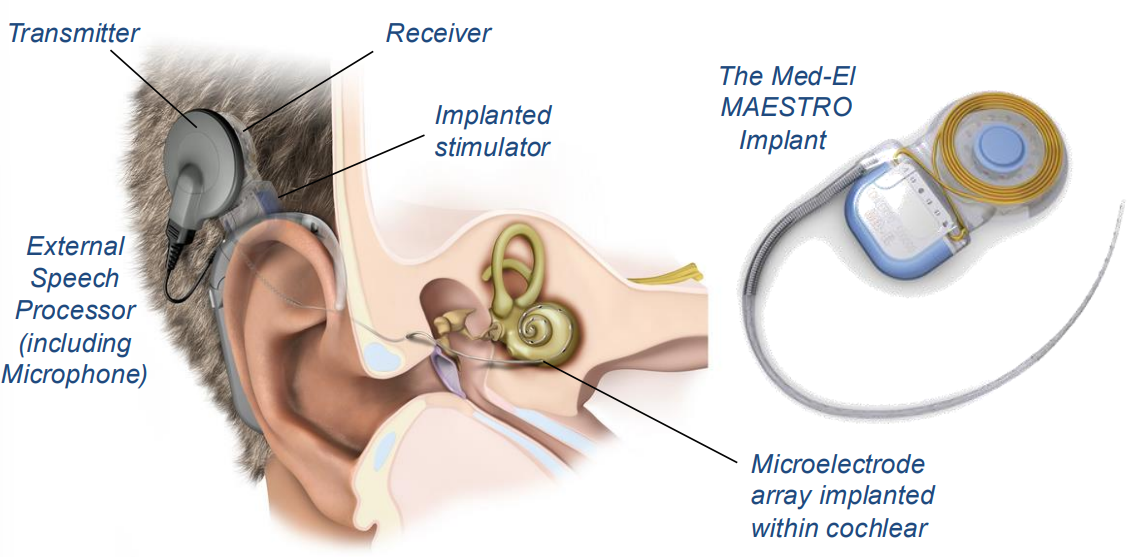 Transmitter
Receiver
Implanted
stimulator
The Med-El
MAESTRO
Implant
External
Speech
Processor
(including
Microphone)
Microelectrode
array implanted
within cochlear